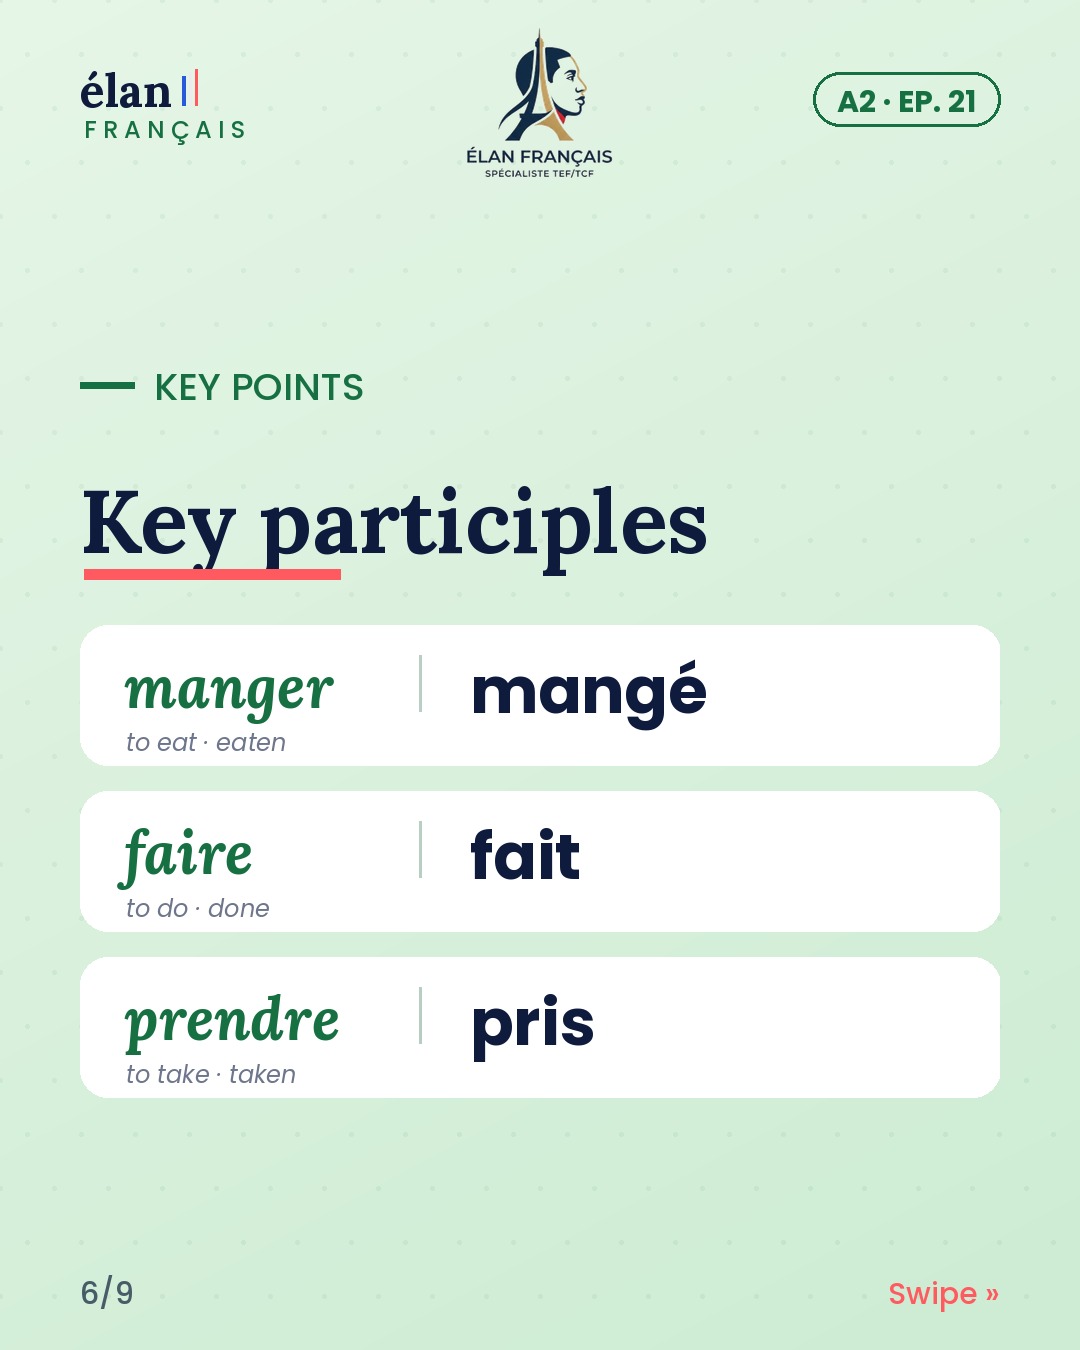 élan
FRANÇAIS
ÉLAN FRANÇAIS
SPÉCIALISTE TEF/TCF
A2 · EP. 21
KEY POINTS
Key participles
manger
mangé
to eat · eaten
faire
fait
to do · done
prendre
pris
to take · taken
6/9
Swipe »